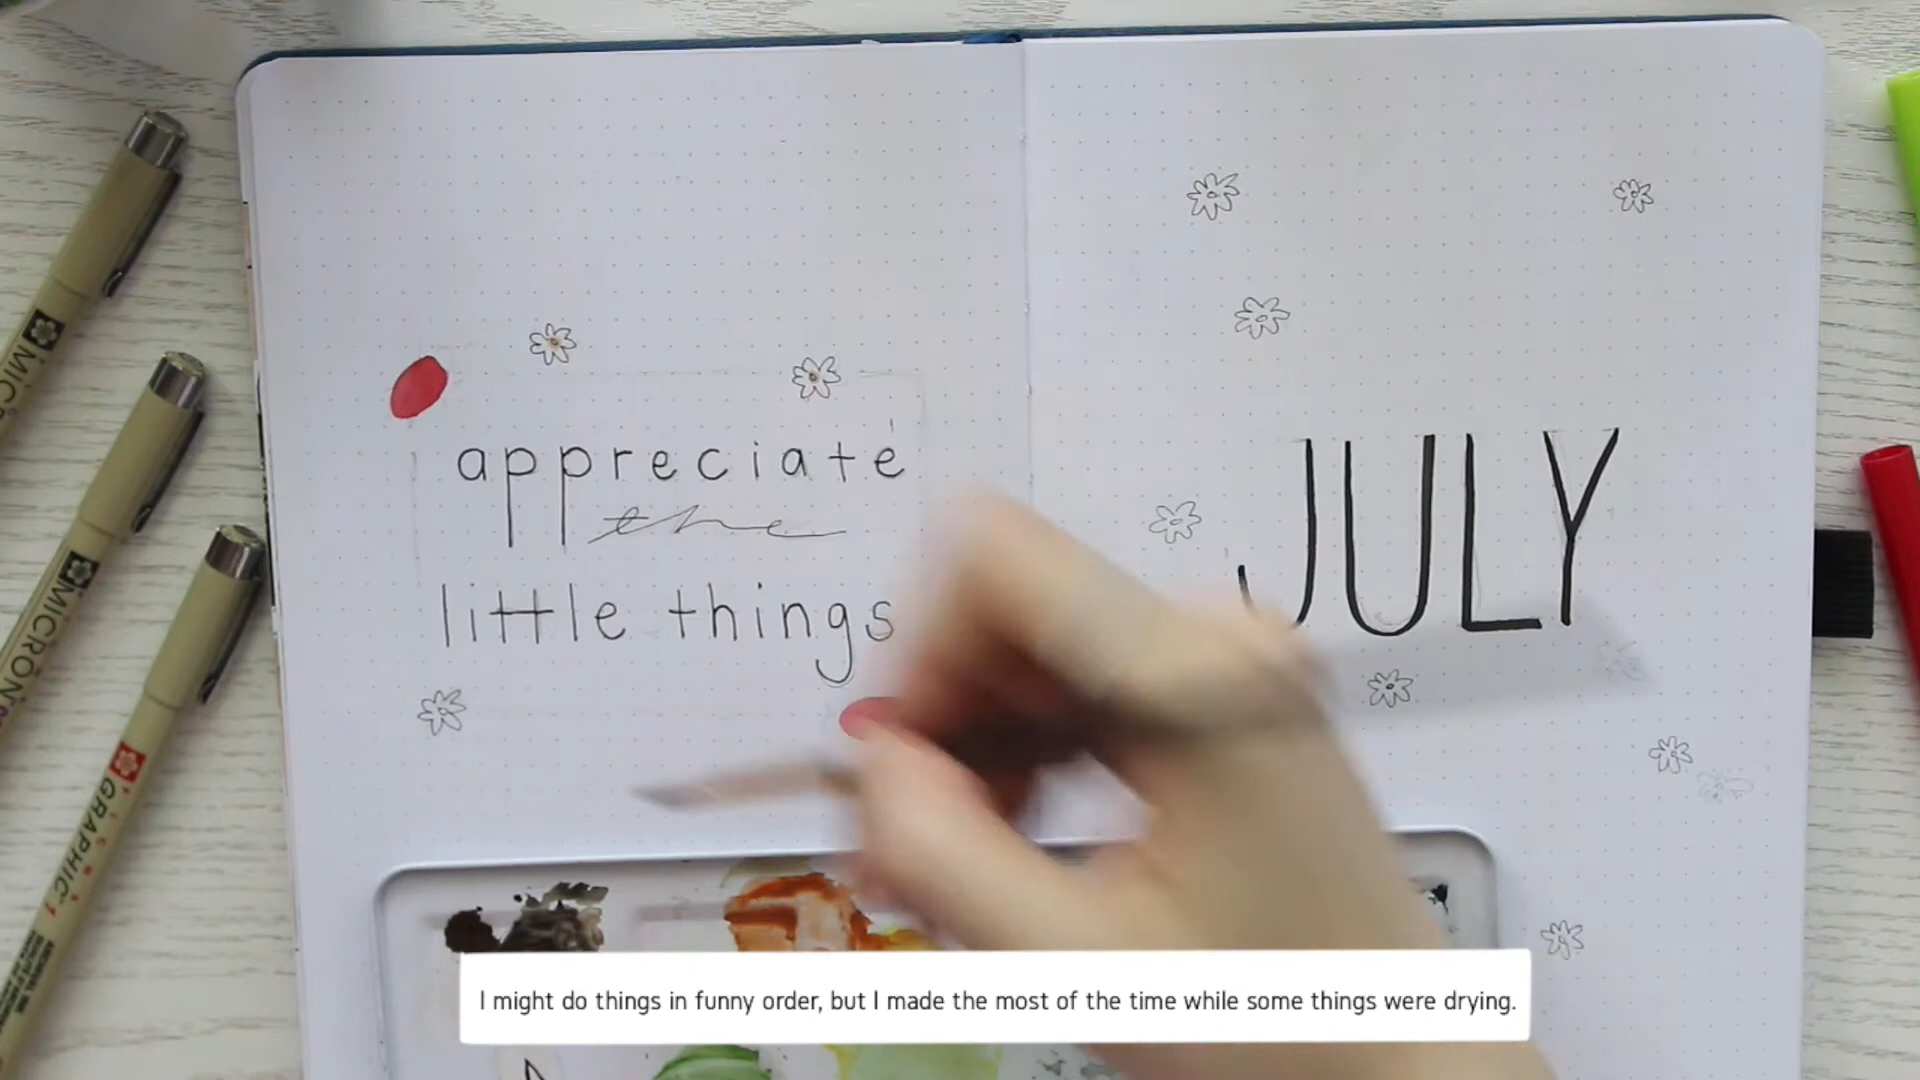 appreciate
the
little things
JULY
MICRON
GRAPHIC 1
I might do things in funny order, but I made the most of the time while some things were drying.